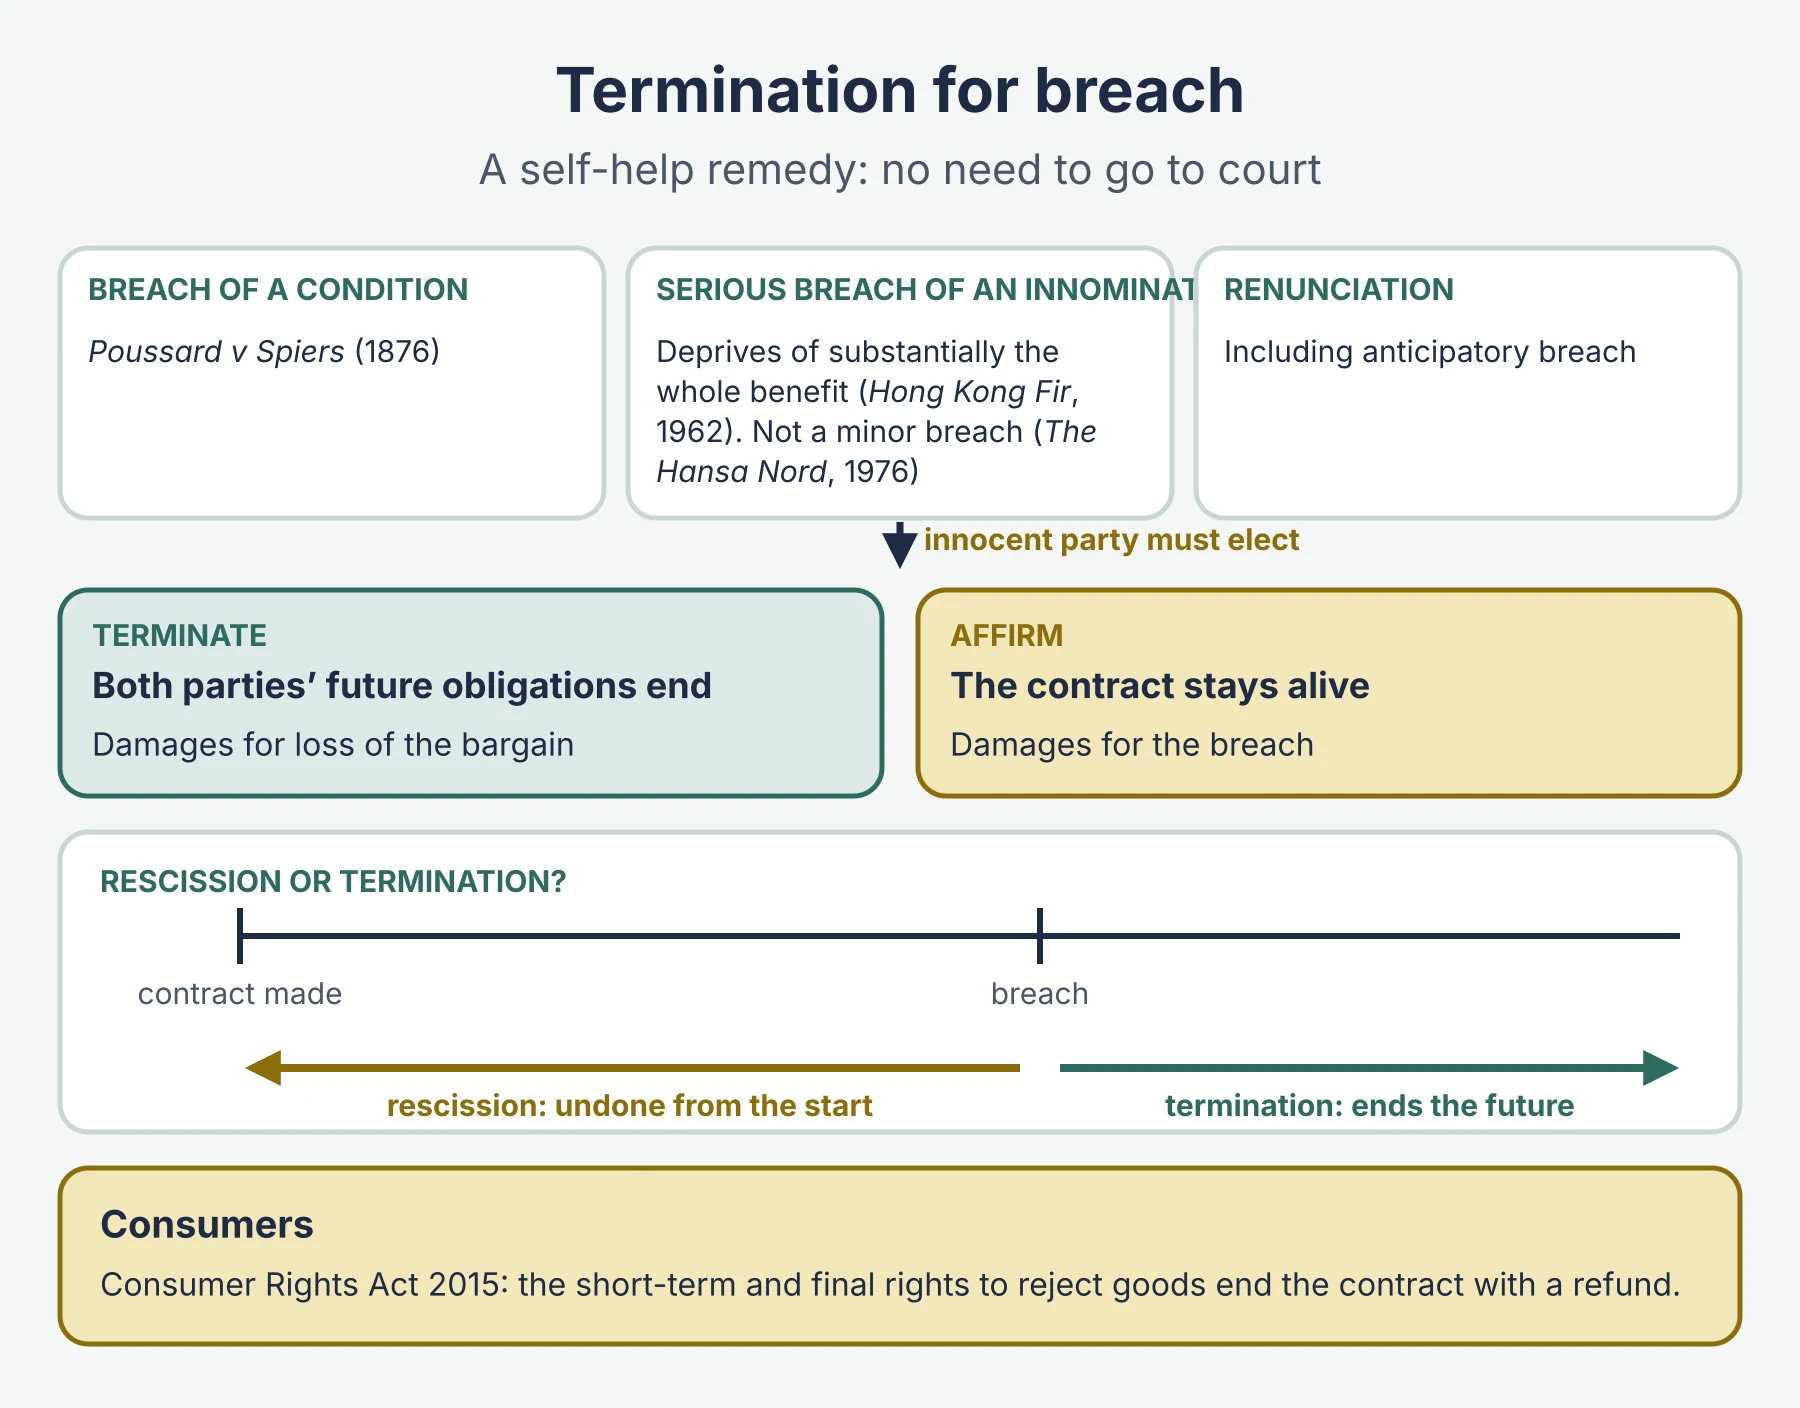 Termination for breach
A self-help remedy: no need to go to court
BREACH OF A CONDITION
Poussard v Spiers (1876)
SERIOUS BREACH OF AN INNOMINAT
Deprives of substantially the
whole benefit (Hong Kong Fir,
1962). Not a minor breach (The
Hansa Nord, 1976)
RENUNCIATION
Including anticipatory breach
innocent party must elect
TERMINATE
Both parties’ future obligations end
Damages for loss of the bargain
AFFIRM
The contract stays alive
Damages for the breach
RESCISSION OR TERMINATION?
contract made
breach
rescission: undone from the start
termination: ends the future
Consumers
Consumer Rights Act 2015: the short-term and final rights to reject goods end the contract with a refund.